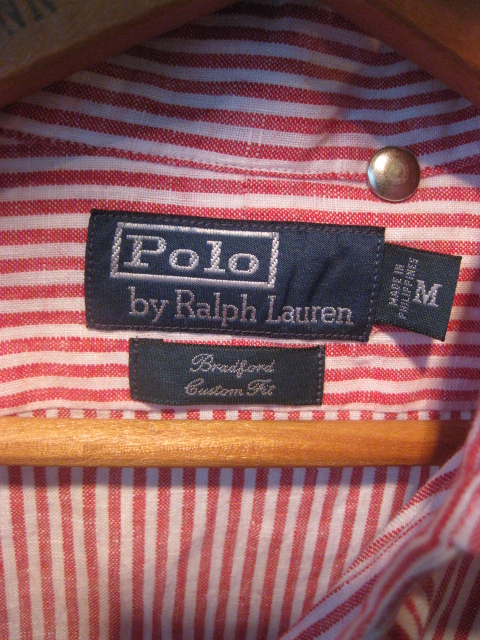 Polo
by Ralph Lauren
MADE IN
PHILIPPINES
M
Bradford
Custom Fit